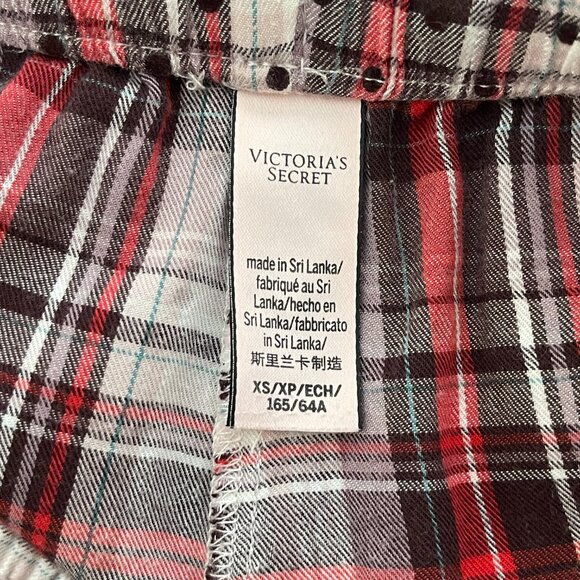 VICTORIA'S
SECRET
made in Sri Lanka/
fabriqué au Sri
Lanka/hecho en
Sri Lanka/fabbricato
in Sri Lanka/
斯里兰卡制造
XS/XP/ECH/
165/64A